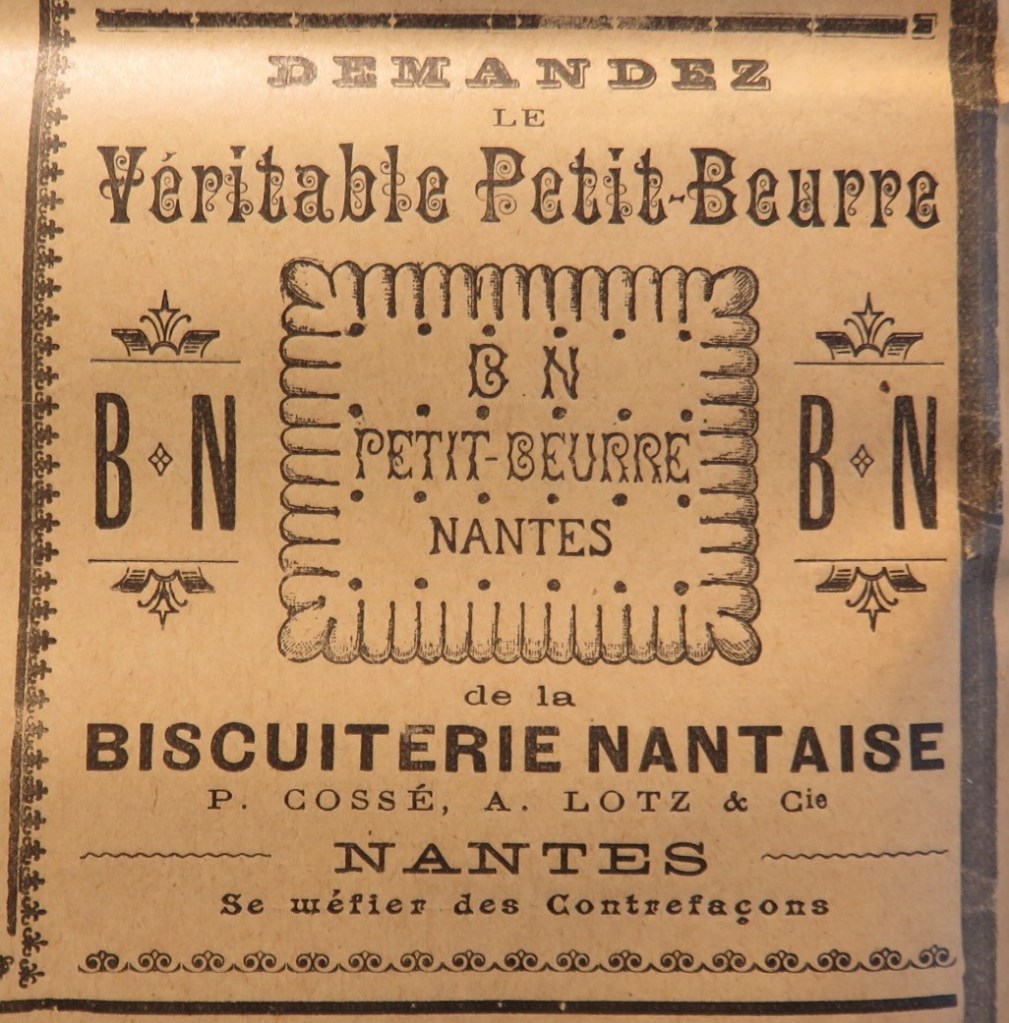 DEMANDEZ
LE
Véritable Petit-Beurre
B N
PETIT-BEURRE
NANTES
B N
B N
de la
BISCUITERIE NANTAISE
P. COSSÉ, A. LOTZ & Cie
NANTES
Se méfier des Contrefaçons